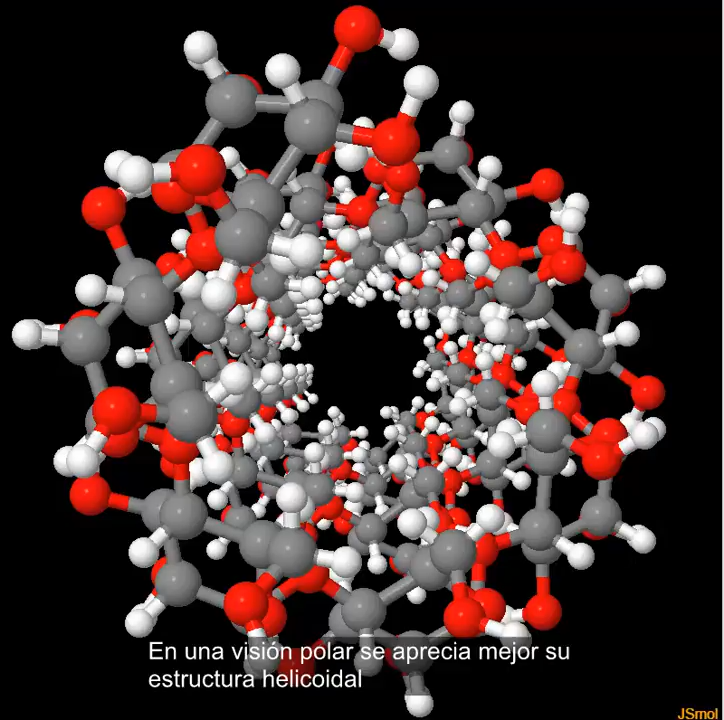 En una visión polar se aprecia mejor su
estructura helicoidal
JSmol